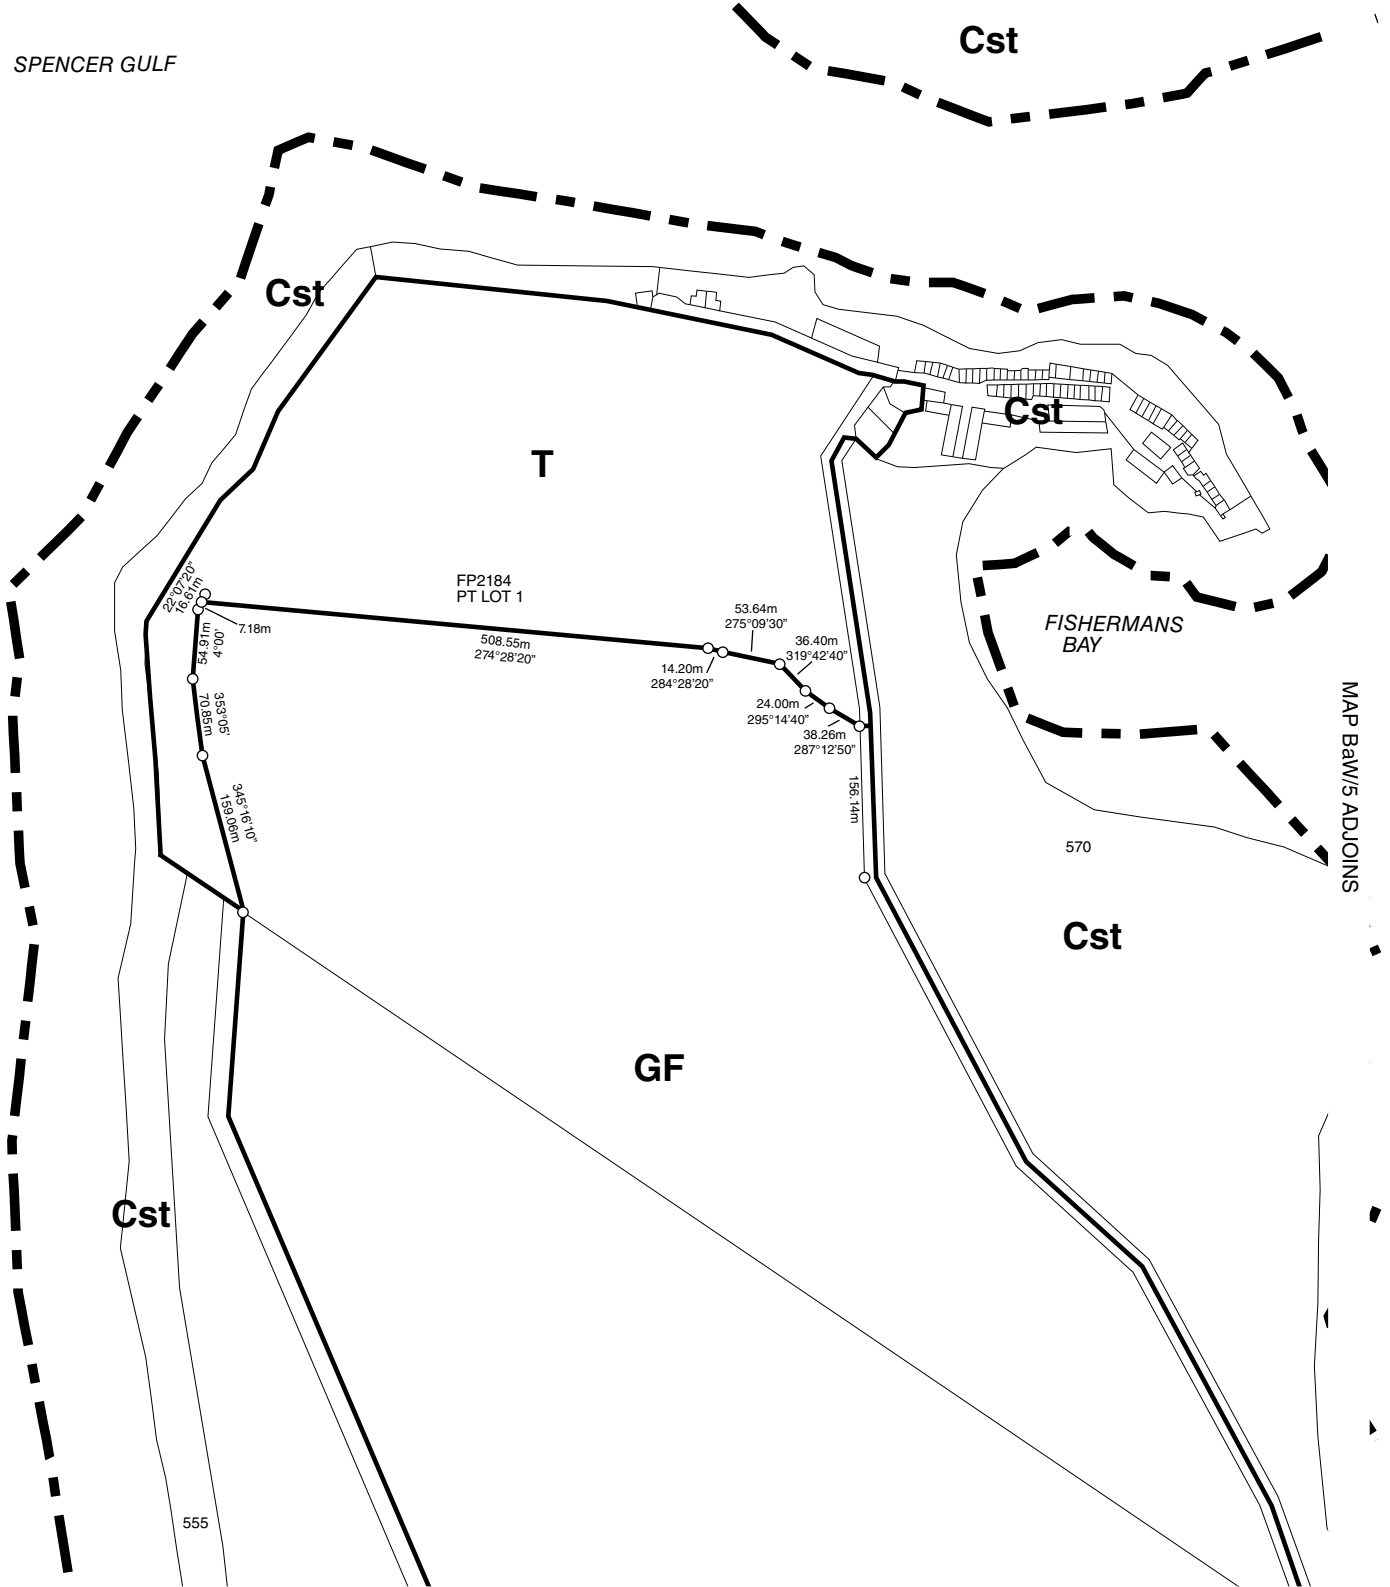 Cst
SPENCER GULF
Cst
Cst
T
FP2184
PT LOT 1
22°07'20"
16.61m
7.18m
54.91m
4°00'
508.55m
274°28'20"
53.64m
275°09'30"
36.40m
319°42'40"
14.20m
284°28'20"
24.00m
295°14'40"
38.26m
287°12'50"
FISHERMANS
BAY
353°05'
70.85m
345°16'10"
159.06m
156.14m
MAP BaW/5 ADJOINS
570
Cst
GF
Cst
555